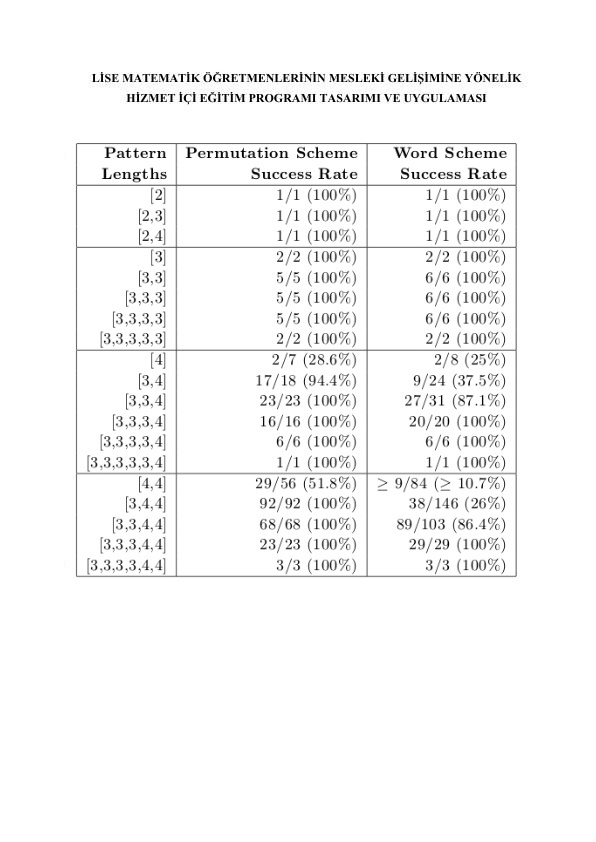 LİSE MATEMATİK ÖĞRETMENLERİNİN MESLEKİ GELİŞİMİNE YÖNELİK
HİZMET İÇİ EĞİTİM PROGRAMI TASARIMI VE UYGULAMASI
Pattern Permutation Scheme Word Scheme
Lengths Success Rate Success Rate
[2] 1/1 (100%) 1/1 (100%)
[2,3] 1/1 (100%) 1/1 (100%)
[2,4] 1/1 (100%) 1/1 (100%)
[3] 2/2 (100%) 2/2 (100%)
[3,3] 5/5 (100%) 6/6 (100%)
[3,3,3] 5/5 (100%) 6/6 (100%)
[3,3,3,3] 5/5 (100%) 6/6 (100%)
[3,3,3,3,3] 2/2 (100%) 2/2 (100%)
[4] 2/7 (28.6%) 2/8 (25%)
[3,4] 17/18 (94.4%) 9/24 (37.5%)
[3,3,4] 23/23 (100%) 27/31 (87.1%)
[3,3,3,4] 16/16 (100%) 20/20 (100%)
[3,3,3,3,4] 6/6 (100%) 6/6 (100%)
[3,3,3,3,3,4] 1/1 (100%) 1/1 (100%)
[4,4] 29/56 (51.8%) ≥ 9/84 (≥ 10.7%)
[3,4,4] 92/92 (100%) 38/146 (26%)
[3,3,4,4] 68/68 (100%) 89/103 (86.4%)
[3,3,3,4,4] 23/23 (100%) 29/29 (100%)
[3,3,3,3,4,4] 3/3 (100%) 3/3 (100%)